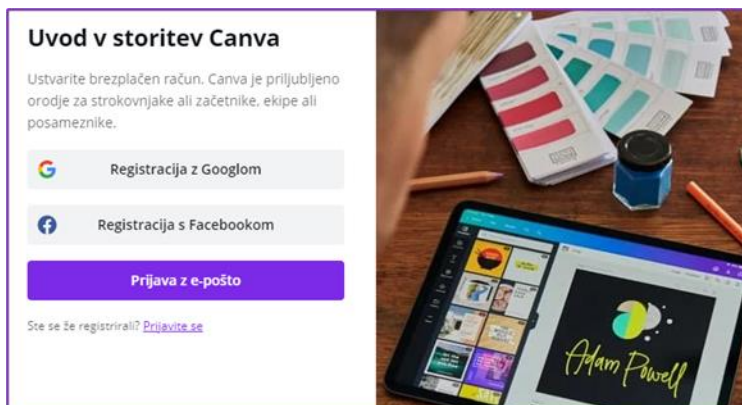 Uvod v storitev Canva
Ustvarite brezplačen račun. Canva je priljubljeno
orodje za strokovnjake ali začetnike, ekipe ali
posameznike.
Registracija z Googlom
Registracija s Facebookom
Prijava z e-pošto
Ste se že registrirali? Prijavite se
Adam Powell